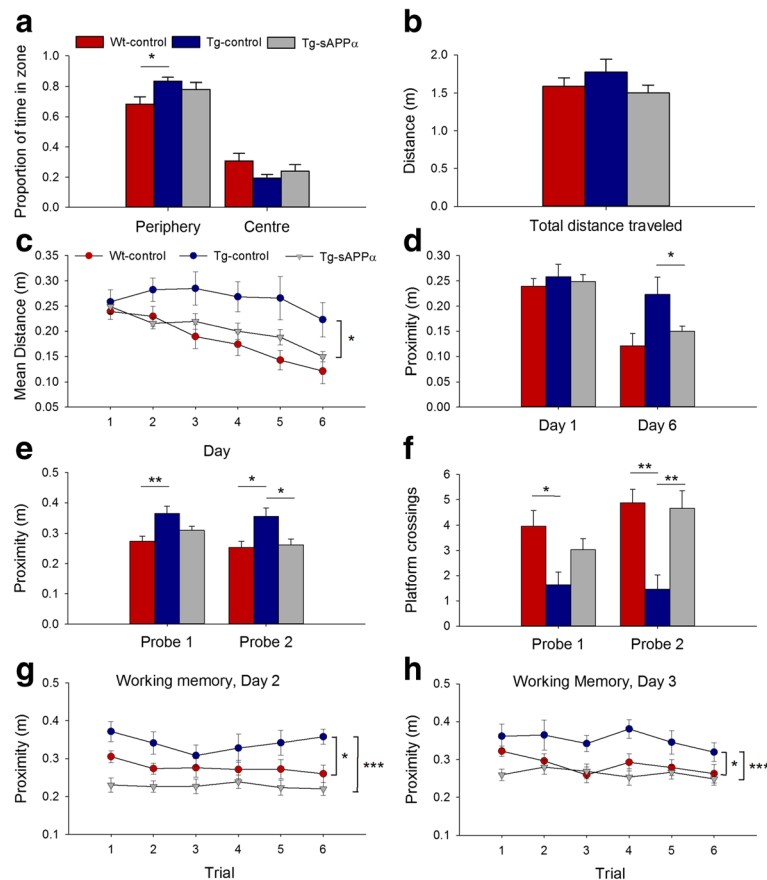 a
Wt-control Tg-control Tg-sAPPα
Proportion of time in zone
1.0
0.8
0.6
0.4
0.2
0.0
*
Periphery Centre
b
Distance (m)
2.0
1.5
1.0
0.5
0.0
Total distance traveled
c
Wt-control Tg-control Tg-sAPPα
Mean Distance (m)
0.35
0.30
0.25
0.20
0.15
0.10
0.05
*
1 2 3 4 5 6
Day
d
Proximity (m)
0.35
0.30
0.25
0.20
0.15
0.10
0.05
0.00
*
Day 1 Day 6
e
Proximity (m)
0.5
0.4
0.3
0.2
0.1
0.0
** * *
Probe 1 Probe 2
f
Platform crossings
6
5
4
3
2
1
0
* ** **
Probe 1 Probe 2
g
Working memory, Day 2
Proximity (m)
0.5
0.4
0.3
0.2
0.1
* ***
1 2 3 4 5 6
Trial
h
Working Memory, Day 3
Proximity (m)
0.5
0.4
0.3
0.2
0.1
* ***
1 2 3 4 5 6
Trial